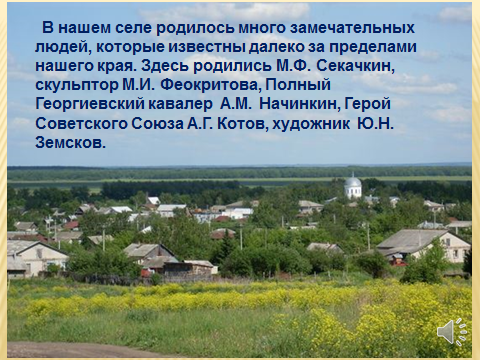 В нашем селе родилось много замечательных
людей, которые известны далеко за пределами
нашего края. Здесь родились М.Ф. Секачкин,
скульптор М.И. Феокритова, Полный
Георгиевский кавалер А.М. Начинкин, Герой
Советского Союза А.Г. Котов, художник Ю.Н.
Земсков.